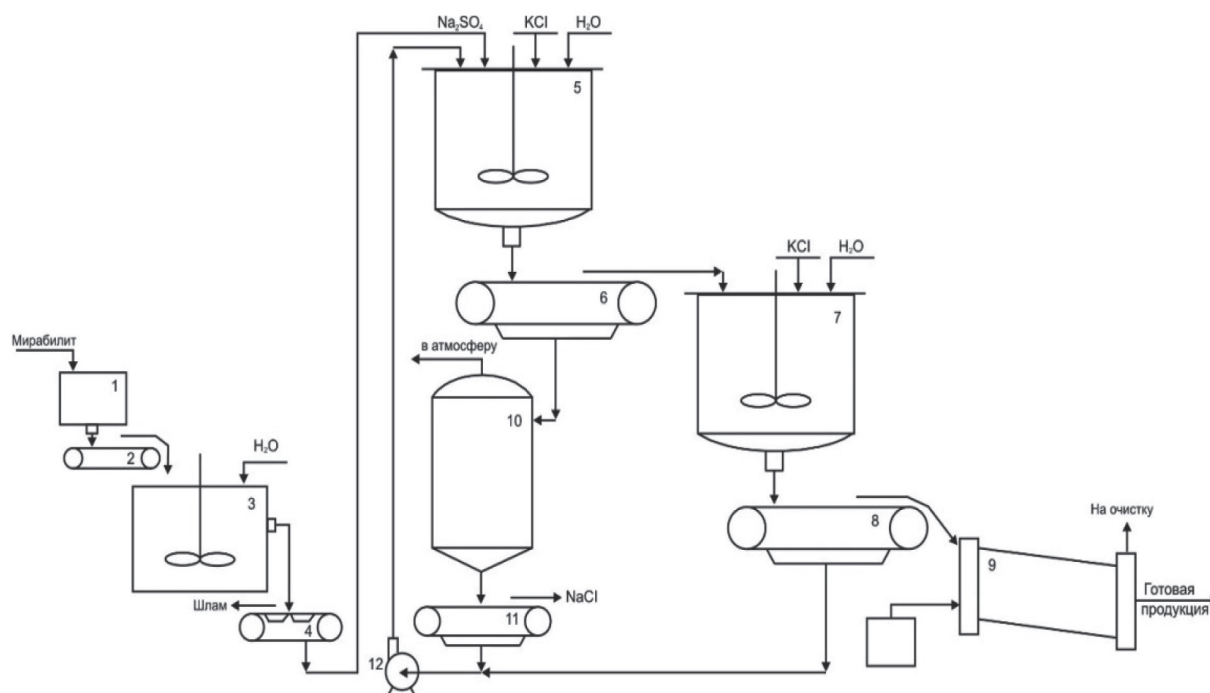 Na₂SO₄ KCl H₂O
5
6
KCl H₂O
7
Мирабилит
1
2
в атмосферу
10
H₂O
3
8
На очистку
9
Готовая
продукция
Шлам
4
11
NaCl
12